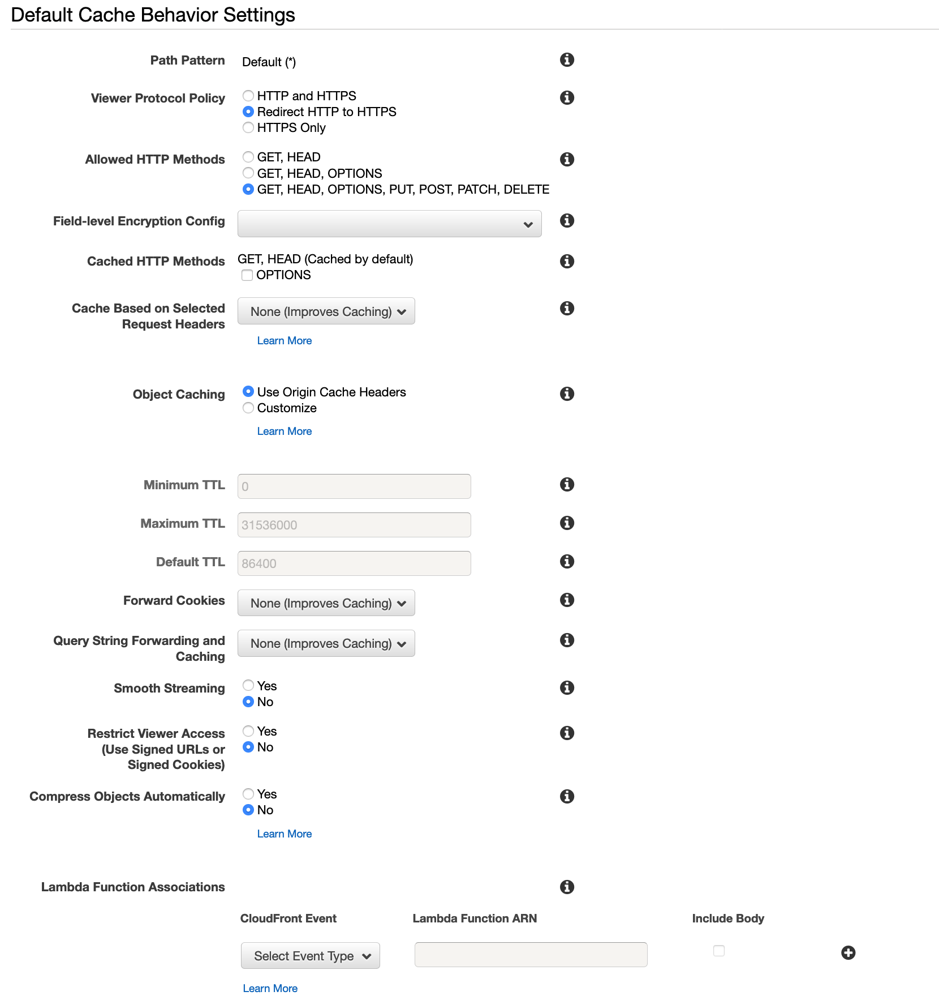 Default Cache Behavior Settings
Path Pattern
Default (*)
Viewer Protocol Policy
HTTP and HTTPS
Redirect HTTP to HTTPS
HTTPS Only
Allowed HTTP Methods
GET, HEAD
GET, HEAD, OPTIONS
GET, HEAD, OPTIONS, PUT, POST, PATCH, DELETE
Field-level Encryption Config
Cached HTTP Methods
GET, HEAD (Cached by default)
OPTIONS
Cache Based on Selected
Request Headers
None (Improves Caching)
Learn More
Object Caching
Use Origin Cache Headers
Customize
Learn More
Minimum TTL
0
Maximum TTL
31536000
Default TTL
86400
Forward Cookies
None (Improves Caching)
Query String Forwarding and
Caching
None (Improves Caching)
Smooth Streaming
Yes
No
Restrict Viewer Access
(Use Signed URLs or
Signed Cookies)
Yes
No
Compress Objects Automatically
Yes
No
Learn More
Lambda Function Associations
CloudFront Event
Lambda Function ARN
Include Body
Select Event Type
Learn More